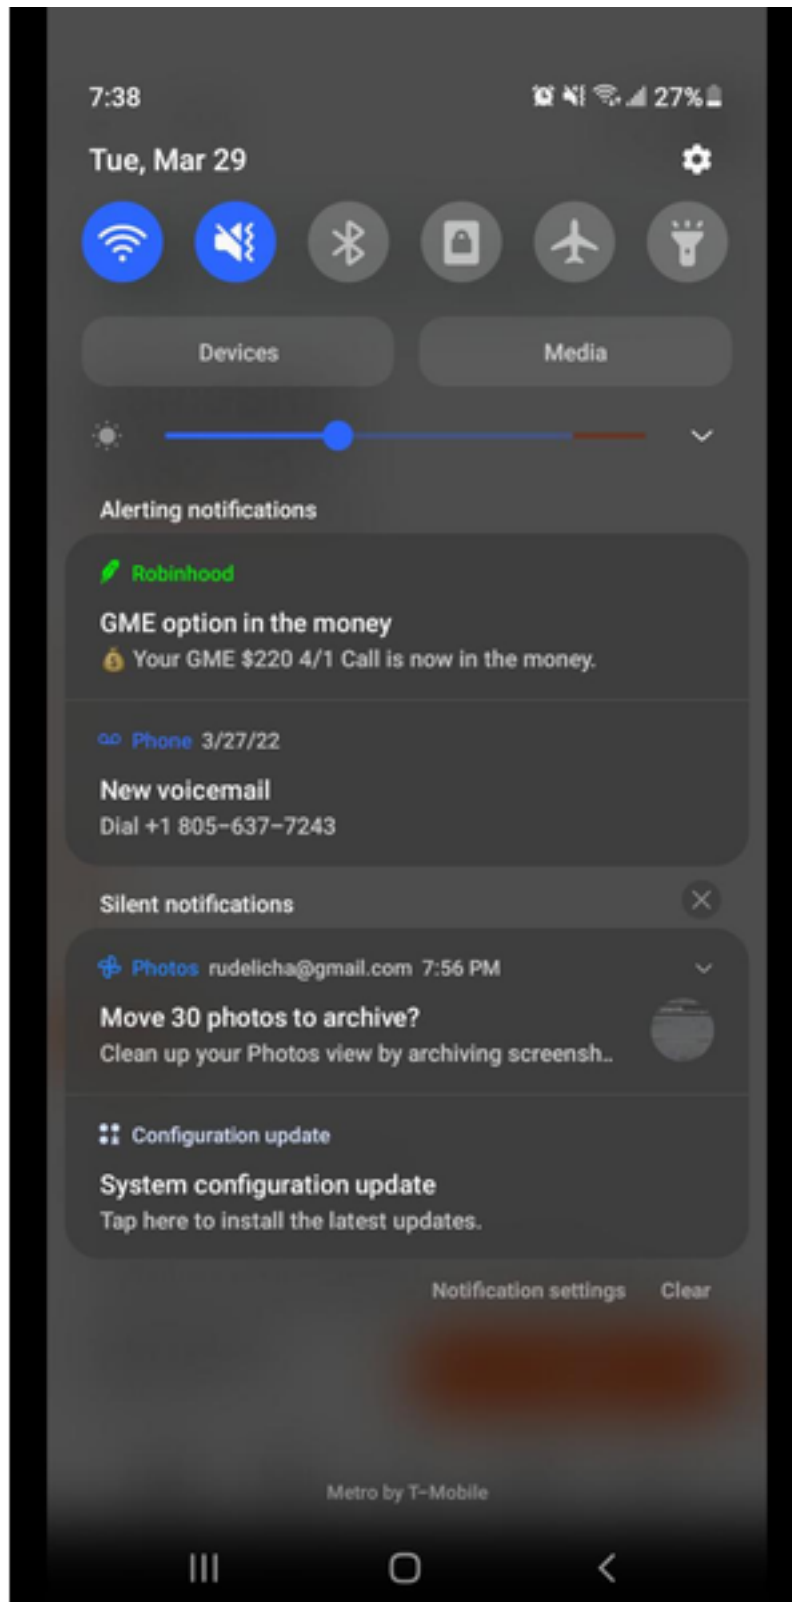 7:38 27%
Tue, Mar 29
Devices Media
Alerting notifications
Robinhood
GME option in the money
💰 Your GME $220 4/1 Call is now in the money.
Phone 3/27/22
New voicemail
Dial +1 805-637-7243
Silent notifications
Photos rudelicha@gmail.com 7:56 PM
Move 30 photos to archive?
Clean up your Photos view by archiving screensh..
Configuration update
System configuration update
Tap here to install the latest updates.
Notification settings Clear
Metro by T-Mobile